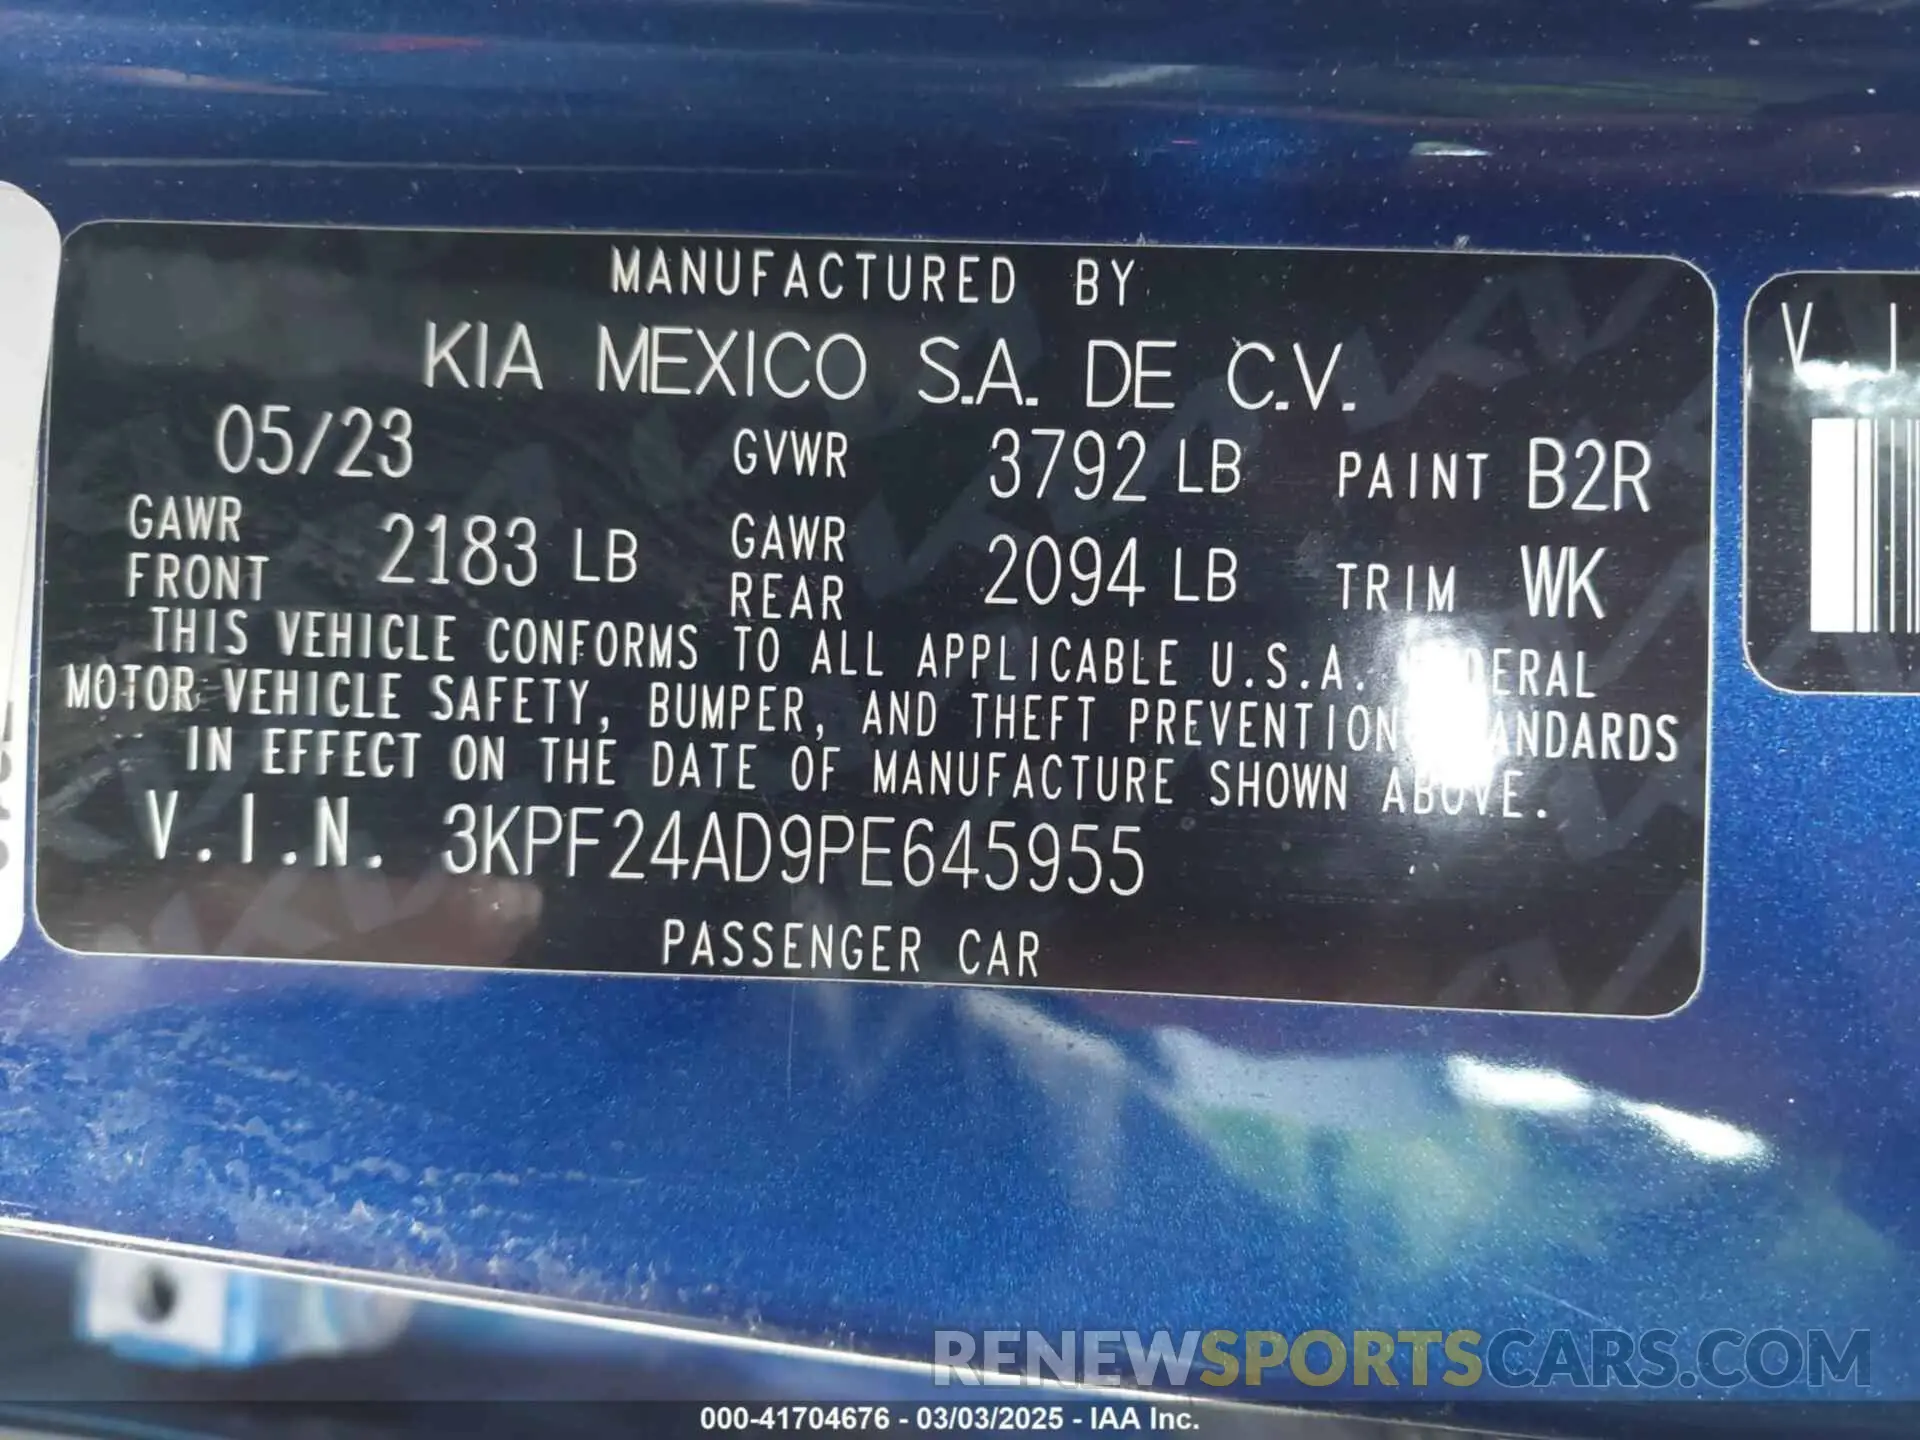 MANUFACTURED BY
KIA MEXICO S.A. DE C.V.
05/23 GVWR 3792 LB PAINT B2R
GAWR FRONT 2183 LB GAWR REAR 2094 LB TRIM WK
THIS VEHICLE CONFORMS TO ALL APPLICABLE U.S.A.
MOTOR VEHICLE SAFETY, BUMPER, AND THEFT PREVENTION
IN EFFECT ON THE DATE OF MANUFACTURE SHOWN ABOVE.
V.I.N. 3KPF24AD9PE645955
PASSENGER CAR
RENEWSPORTSCARS.COM
000-41704676 - 03/03/2025 - IAA Inc.